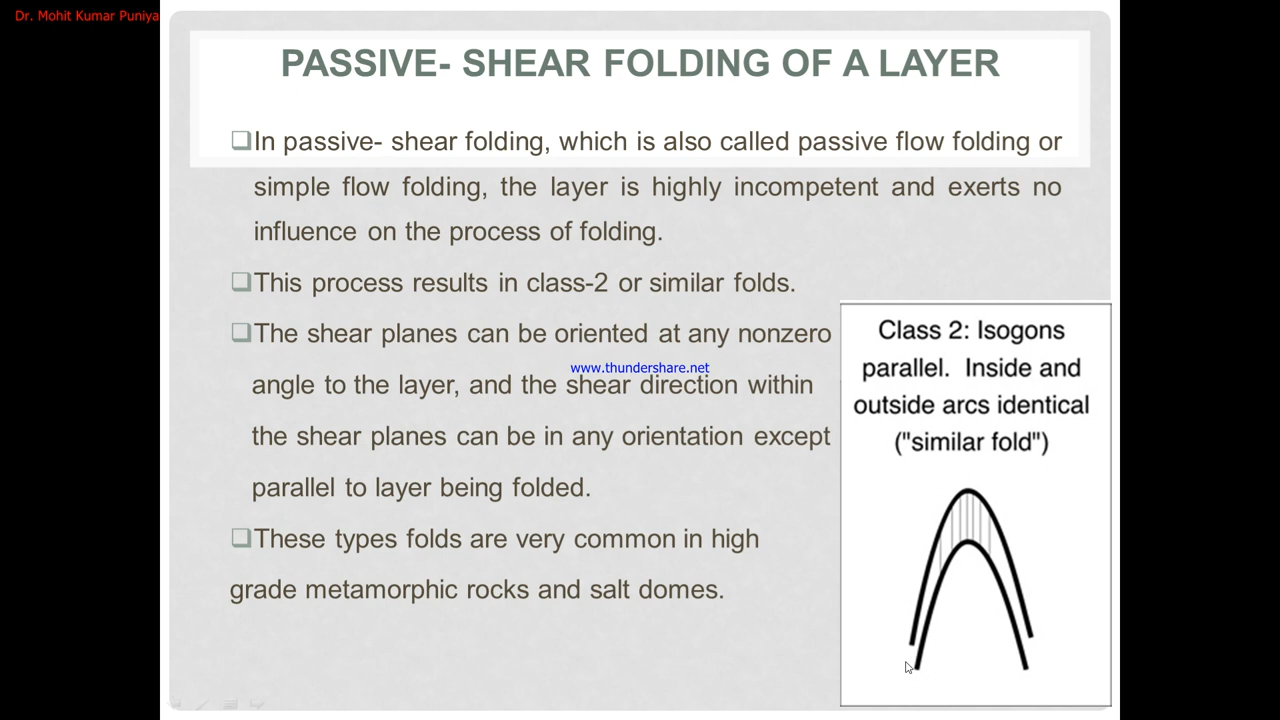 Dr. Mohit Kumar Puniya
PASSIVE- SHEAR FOLDING OF A LAYER
❑In passive- shear folding, which is also called passive flow folding or
simple flow folding, the layer is highly incompetent and exerts no
influence on the process of folding.
❑This process results in class-2 or similar folds.
❑The shear planes can be oriented at any nonzero
www.thundershare.net
angle to the layer, and the shear direction within
the shear planes can be in any orientation except
parallel to layer being folded.
❑These types folds are very common in high
grade metamorphic rocks and salt domes.
Class 2: Isogons
parallel. Inside and
outside arcs identical
("similar fold")